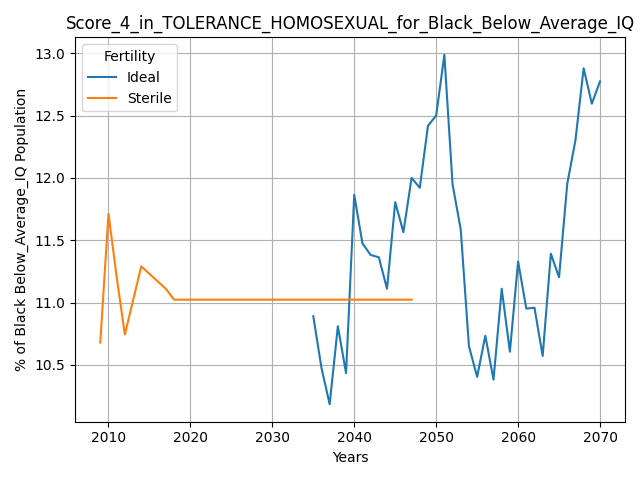 Score_4_in_TOLERANCE_HOMOSEXUAL_for_Black_Below_Average_IQ
Fertility
Ideal
Sterile
% of Black Below_Average_IQ Population
13.0
12.5
12.0
11.5
11.0
10.5
2010 2020 2030 2040 2050 2060 2070
Years